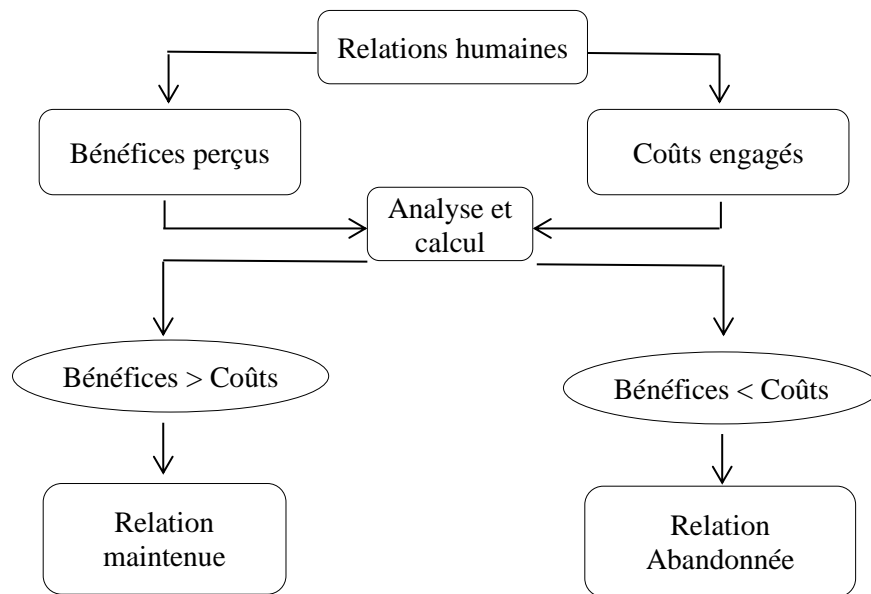 Relations humaines
Bénéfices perçus
Coûts engagés
Analyse et
calcul
Bénéfices > Coûts
Bénéfices < Coûts
Relation
maintenue
Relation
Abandonnée